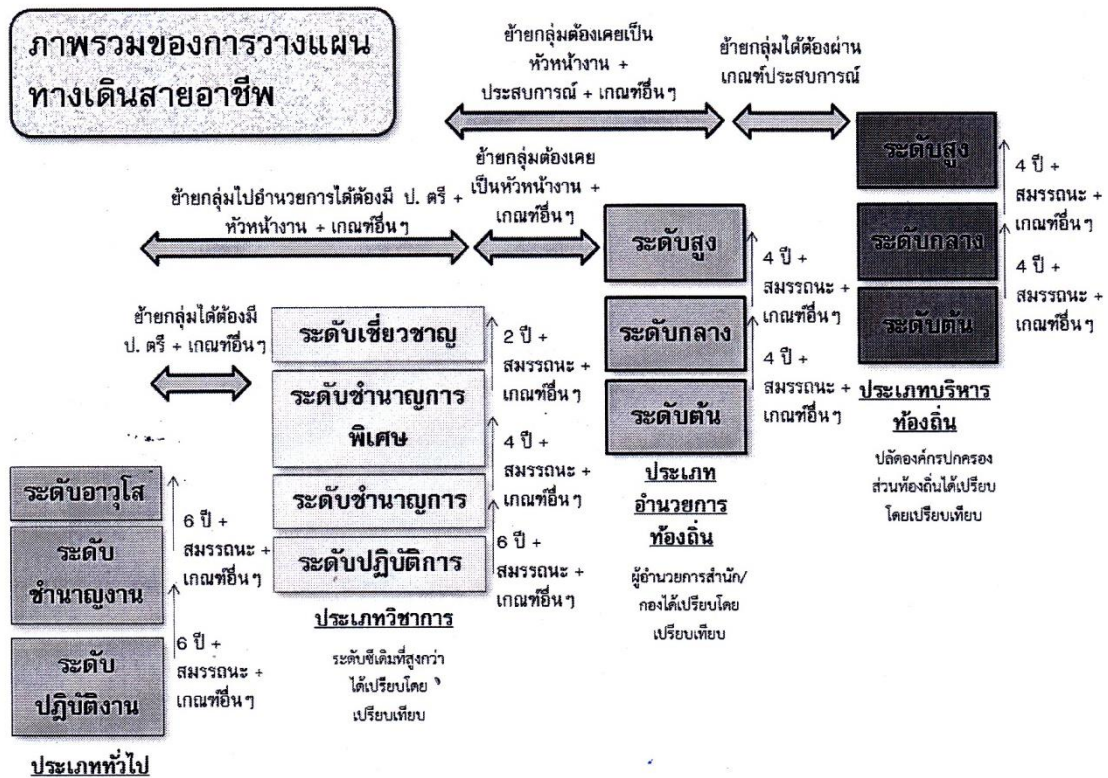 ภาพรวมของการวางแผน
ทางเดินสายอาชีพ
ย้ายกลุ่มต้องเคยเป็น
หัวหน้างาน +
ประสบการณ์ + เกณฑ์อื่นๆ
ย้ายกลุ่มได้ต้องผ่าน
เกณฑ์ประสบการณ์
ย้ายกลุ่มไปอำนวยการได้ต้องมี ป. ตรี +
หัวหน้างาน + เกณฑ์อื่นๆ
ย้ายกลุ่มต้องเคย
เป็นหัวหน้างาน +
เกณฑ์อื่นๆ
ย้ายกลุ่มได้ต้องมี
ป. ตรี + เกณฑ์อื่นๆ
ระดับอาวุโส
ระดับ
ชำนาญงาน
ระดับ
ปฏิบัติงาน
6 ปี +
สมรรถนะ +
เกณฑ์อื่นๆ
6 ปี +
สมรรถนะ +
เกณฑ์อื่นๆ
ประเภททั่วไป
ระดับเชี่ยวชาญ
ระดับชำนาญการ
พิเศษ
ระดับชำนาญการ
ระดับปฏิบัติการ
2 ปี +
สมรรถนะ +
เกณฑ์อื่นๆ
4 ปี +
สมรรถนะ +
เกณฑ์อื่นๆ
6 ปี +
สมรรถนะ +
เกณฑ์อื่นๆ
ประเภทวิชาการ
ระดับซีเดิมที่สูงกว่า
ได้เปรียบโดย
เปรียบเทียบ
ระดับสูง
ระดับกลาง
ระดับต้น
4 ปี +
สมรรถนะ +
เกณฑ์อื่นๆ
4 ปี +
สมรรถนะ +
เกณฑ์อื่นๆ
ประเภท
อำนวยการ
ท้องถิ่น
ผู้อำนวยการสำนัก/
กองได้เปรียบโดย
เปรียบเทียบ
ระดับสูง
ระดับกลาง
ระดับต้น
4 ปี +
สมรรถนะ +
เกณฑ์อื่นๆ
4 ปี +
สมรรถนะ +
เกณฑ์อื่นๆ
ประเภทบริหาร
ท้องถิ่น
ปลัดองค์กรปกครอง
ส่วนท้องถิ่นได้เปรียบ
โดยเปรียบเทียบ